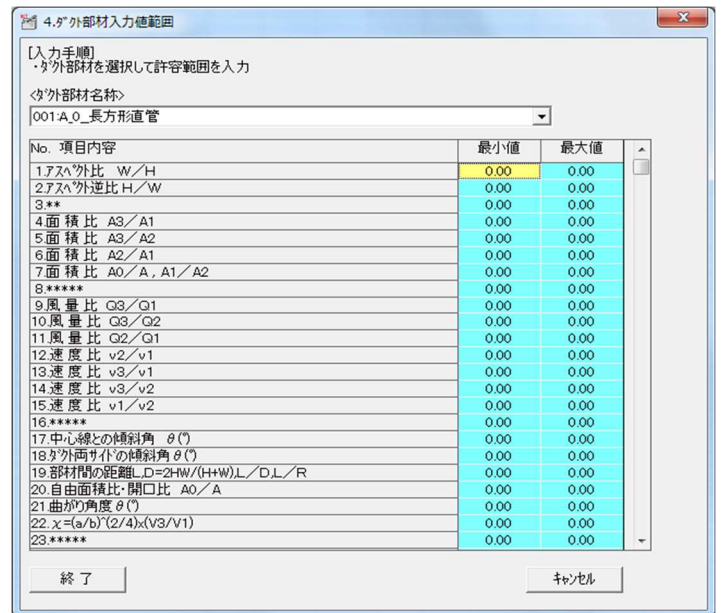 4.ﾀﾞｸﾄ部材入力値範囲
[入力手順]
・ﾀﾞｸﾄ部材を選択して許容範囲を入力
<ﾀﾞｸﾄ部材名称>
001:A_0_長方形直管
No. 項目内容 最小値 最大値
1.ｱｽﾍﾟｸﾄ比 W／H 0.00 0.00
2.ｱｽﾍﾟｸﾄ逆比 H／W 0.00 0.00
3.** 0.00 0.00
4.面 積 比 A3／A1 0.00 0.00
5.面 積 比 A3／A2 0.00 0.00
6.面 積 比 A2／A1 0.00 0.00
7.面 積 比 A0／A , A1／A2 0.00 0.00
8.***** 0.00 0.00
9.風 量 比 Q3／Q1 0.00 0.00
10.風 量 比 Q3／Q2 0.00 0.00
11.風 量 比 Q2／Q1 0.00 0.00
12.速 度 比 v2／v1 0.00 0.00
13.速 度 比 v3／v1 0.00 0.00
14.速 度 比 v3／v2 0.00 0.00
15.速 度 比 v1／v2 0.00 0.00
16.***** 0.00 0.00
17.中心線との傾斜角 θ(°) 0.00 0.00
18.ﾀﾞｸﾄ両サイドの傾斜角θ(°) 0.00 0.00
19.部材間の距離L,D=2HW/(H+W),L／D,L／R 0.00 0.00
20.自由面積比・開口比 A0／A 0.00 0.00
21.曲がり角度θ(°) 0.00 0.00
22.χ=(a/b)^(2/4)x(V3/V1) 0.00 0.00
23.***** 0.00 0.00
終 了 ｷｬﾝｾﾙ